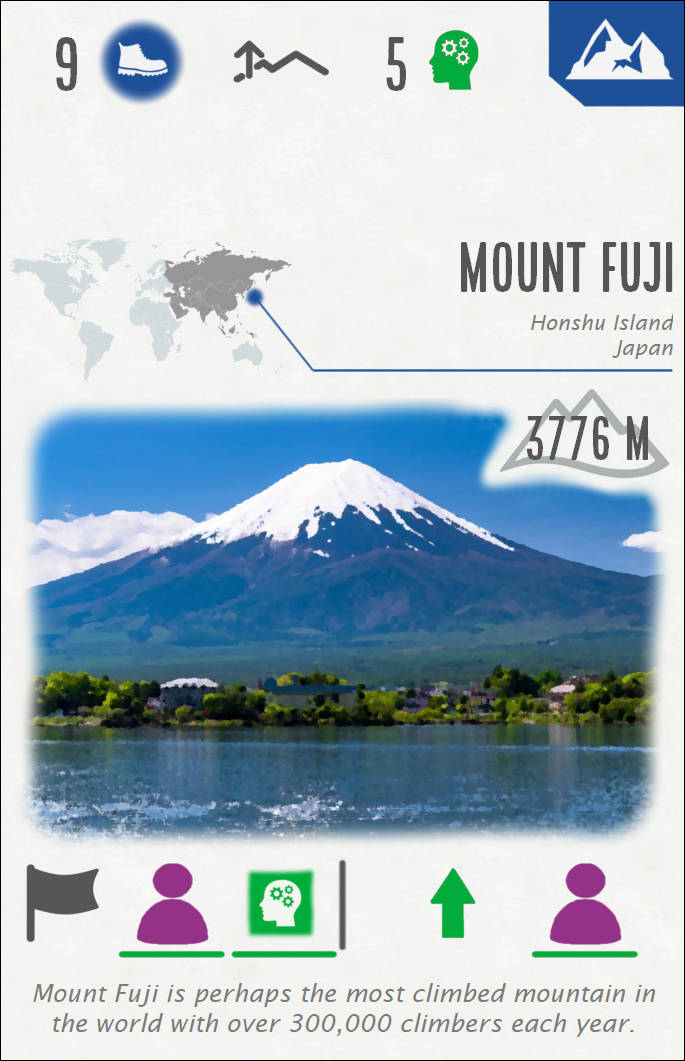 9
5
MOUNT FUJI
Honshu Island
Japan
3776 M
Mount Fuji is perhaps the most climbed mountain in
the world with over 300,000 climbers each year.